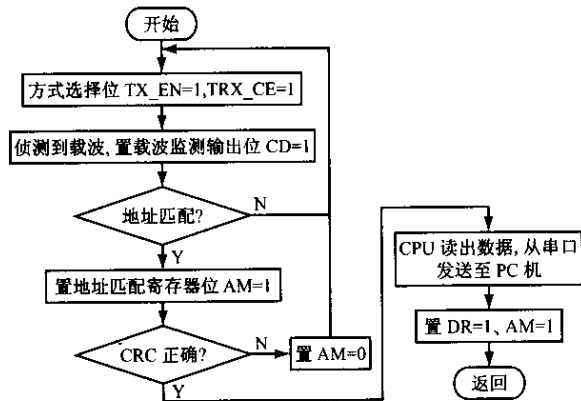 开始
方式选择位 TX_EN=1,TRX_CE=1
侦测到载波,置载波监测输出位 CD=1
地址匹配?
N
Y
置地址匹配寄存器位 AM=1
CRC 正确?
N
置 AM=0
Y
CPU 读出数据,从串口
发送至 PC 机
置 DR=1、AM=1
返回